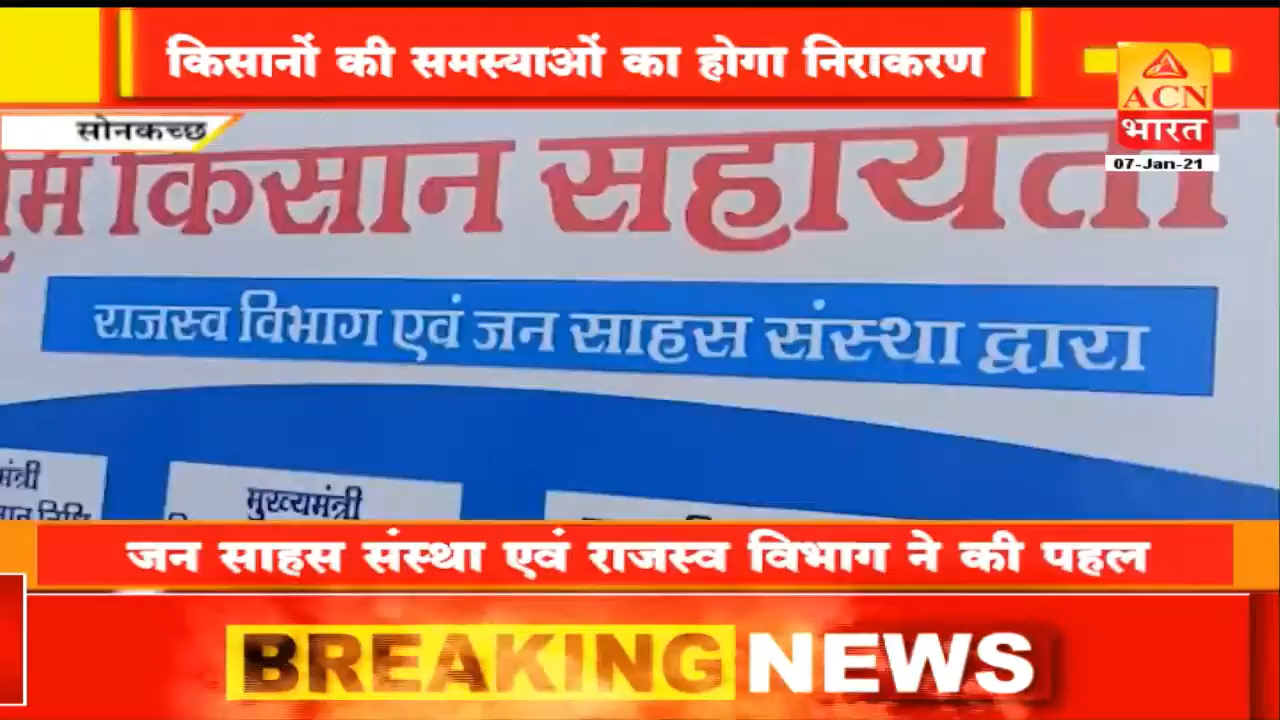 किसानों की समस्याओं का होगा निराकरण
ACN
भारत
07-Jan-21
सोनकच्छ
किसान सहायता
राजस्व विभाग एवं जन साहस संस्था द्वारा
मुख्यमंत्री
जन साहस संस्था एवं राजस्व विभाग ने की पहल
BREAKING NEWS